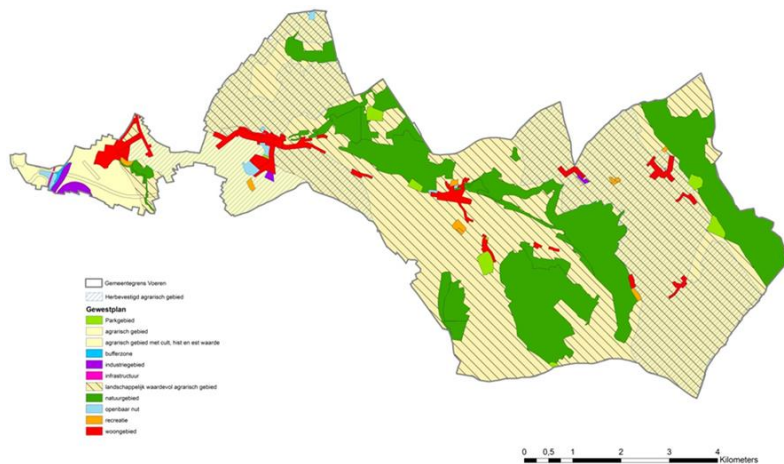 Gemeentegrens Voeren
Herbevestigd agrarisch gebied
Gewestplan
Parkgebied
agrarisch gebied
agrarisch gebied met cult, hist en est waarde
bufferzone
industriegebied
infrastructuur
landschappelijk waardevol agrarisch gebied
natuurgebied
openbaar nut
recreatie
woongebied
0 0,5 1 2 3 4
Kilometers